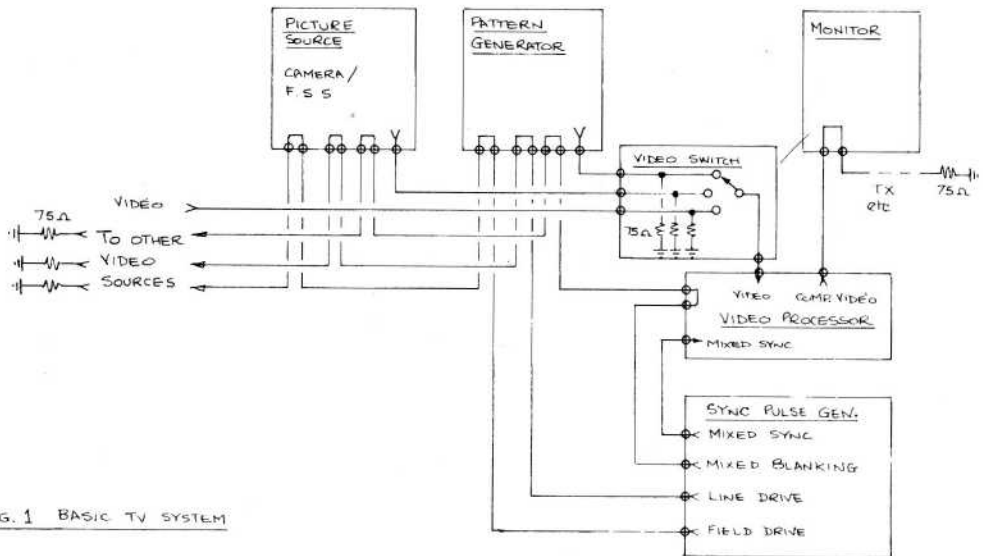 PICTURE
SOURCE
CAMERA/
F.S S
PATTERN
GENERATOR
MONITOR
VIDEO SWITCH
75Ω
TX
etc
75Ω
VIDEO
75Ω
TO OTHER
VIDEO
SOURCES
VIDEO COMP. VIDEO
VIDEO PROCESSOR
MIXED SYNC
SYNC PULSE GEN.
MIXED SYNC
MIXED BLANKING
LINE DRIVE
FIELD DRIVE
G. 1 BASIC TV SYSTEM